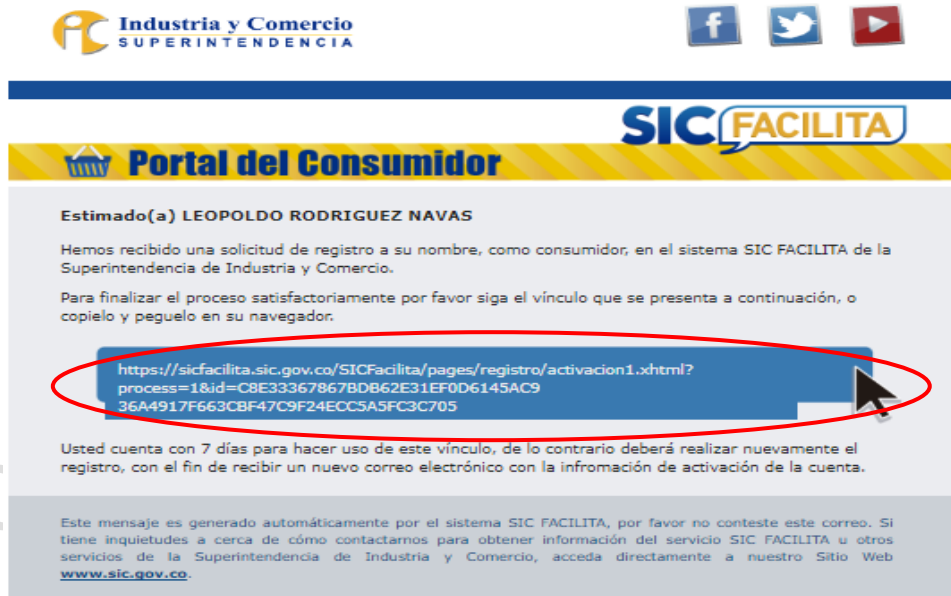 Industria y Comercio
SUPERINTENDENCIA
SIC FACILITA
Portal del Consumidor
Estimado(a) LEOPOLDO RODRIGUEZ NAVAS
Hemos recibido una solicitud de registro a su nombre, como consumidor, en el sistema SIC FACILITA de la
Superintendencia de Industria y Comercio.
Para finalizar el proceso satisfactoriamente por favor siga el vínculo que se presenta a continuación, o
copielo y peguelo en su navegador.
https://sicfacilita.sic.gov.co/SICFacilita/pages/registro/activacion1.xhtml?
process=1&id=C8E33367867BDB62E31EF0D6145AC9
36A4917F663CBF47C9F24ECC5A5FC3C705
Usted cuenta con 7 días para hacer uso de este vínculo, de lo contrario deberá realizar nuevamente el
registro, con el fin de recibir un nuevo correo electrónico con la infromación de activación de la cuenta.
Este mensaje es generado automáticamente por el sistema SIC FACILITA, por favor no conteste este correo. Si
tiene inquietudes a cerca de cómo contactarnos para obtener información del servicio SIC FACILITA u otros
servicios de la Superintendencia de Industria y Comercio, acceda directamente a nuestro Sitio Web
www.sic.gov.co.